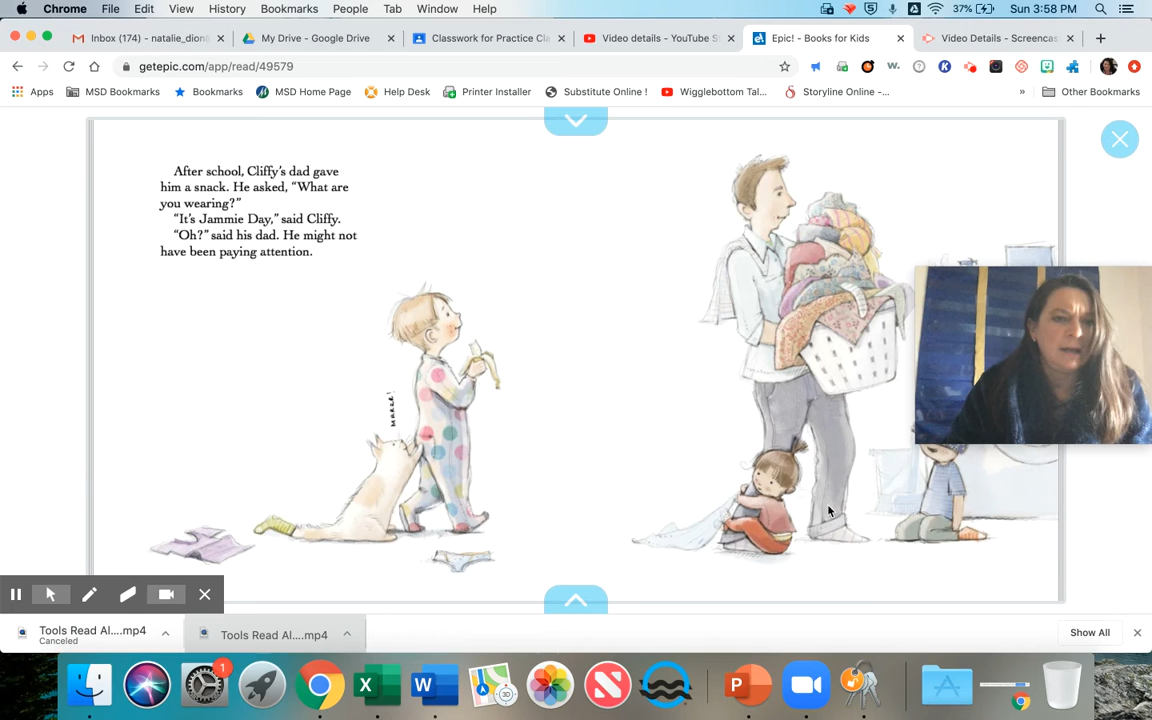 Chrome File Edit View History Bookmarks People Tab Window Help 37% Sun 3:58 PM
Inbox (174) - natalie_dion@ My Drive - Google Drive Classwork for Practice Cla Video details - YouTube S Epic! - Books for Kids Video Details - Screencas
getepic.com/app/read/49579
Apps MSD Bookmarks Bookmarks MSD Home Page Help Desk Printer Installer Substitute Online ! Wigglebottom Tal... Storyline Online -... » Other Bookmarks
After school, Cliffy's dad gave
him a snack. He asked, “What are
you wearing?”
“It's Jammie Day,” said Cliffy.
“Oh?” said his dad. He might not
have been paying attention.
Tools Read Al....mp4
Canceled
Tools Read Al....mp4
Show All
1